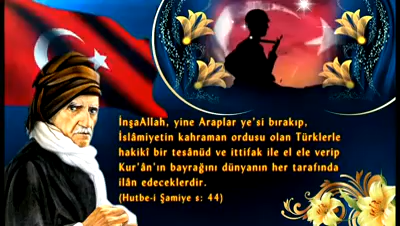 İnşaAllah, yine Araplar ye'si bırakıp,
İslâmiyetin kahraman ordusu olan Türklerle
hakikî bir tesânüd ve ittifak ile el ele verip
Kur'ân'ın bayrağını dünyanın her tarafında
ilân edeceklerdir.
(Hutbe-i Şamiye s: 44)